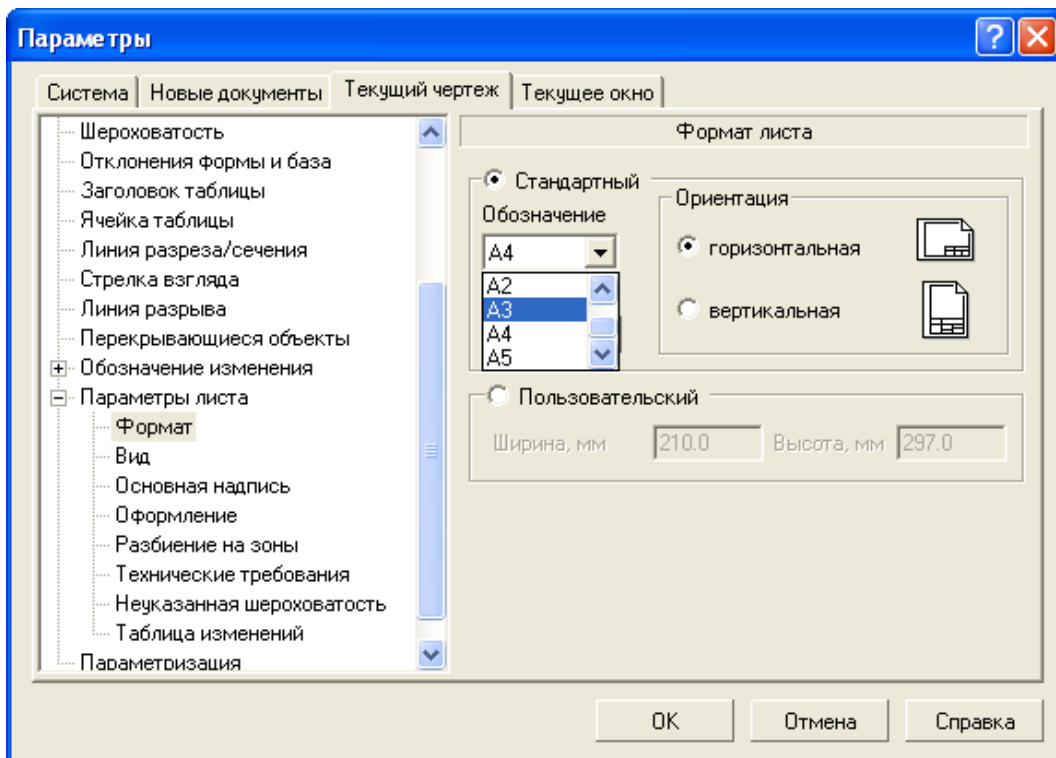 Параметры
Система
Новые документы
Текущий чертеж
Текущее окно
Шероховатость
Отклонения формы и база
Заголовок таблицы
Ячейка таблицы
Линия разреза/сечения
Стрелка взгляда
Линия разрыва
Перекрывающиеся объекты
Обозначение изменения
Параметры листа
Формат
Вид
Основная надпись
Оформление
Разбиение на зоны
Технические требования
Неуказанная шероховатость
Таблица изменений
Параметризация
Формат листа
Стандартный
Обозначение
A4
A2
A3
A4
A5
Ориентация
горизонтальная
вертикальная
Пользовательский
Ширина, мм 210.0 Высота, мм 297.0
OK Отмена Справка